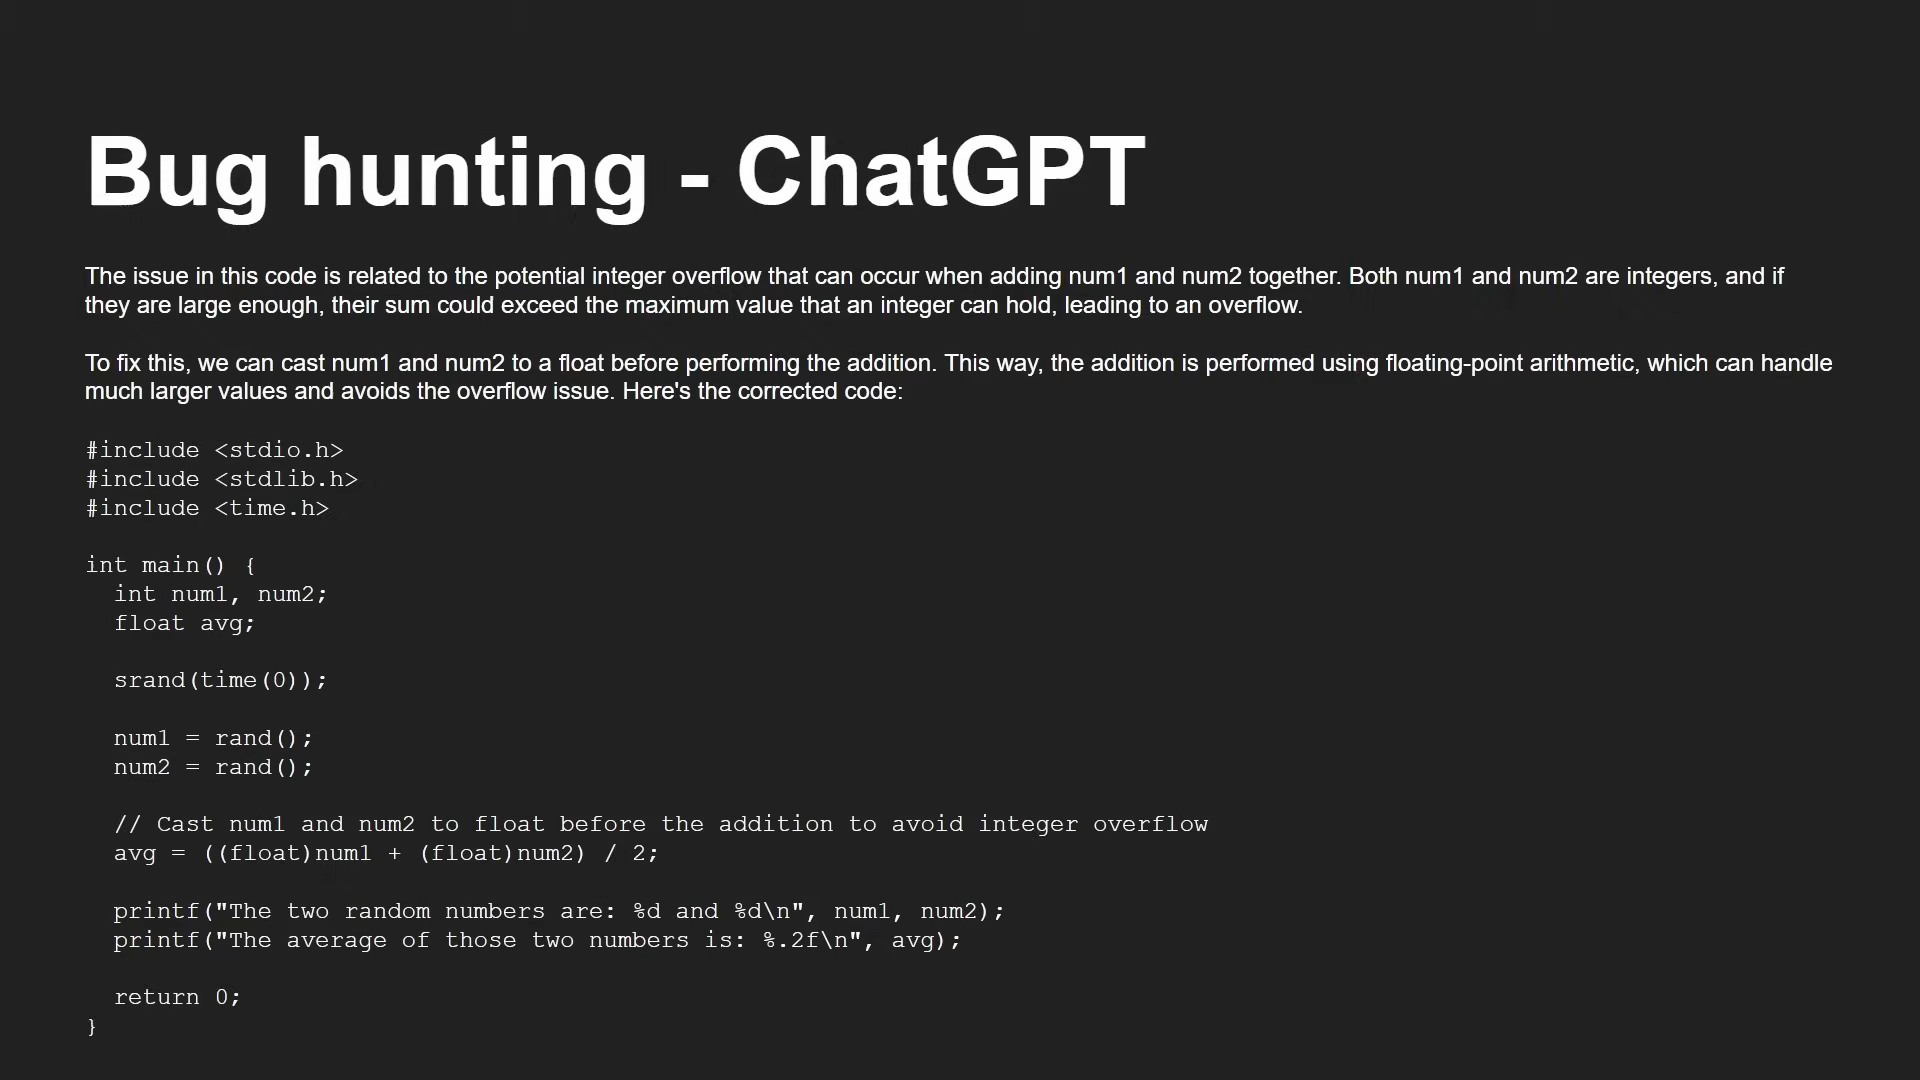 Bug hunting - ChatGPT
The issue in this code is related to the potential integer overflow that can occur when adding num1 and num2 together. Both num1 and num2 are integers, and if
they are large enough, their sum could exceed the maximum value that an integer can hold, leading to an overflow.
To fix this, we can cast num1 and num2 to a float before performing the addition. This way, the addition is performed using floating-point arithmetic, which can handle
much larger values and avoids the overflow issue. Here's the corrected code:
#include <stdio.h>
#include <stdlib.h>
#include <time.h>
int main() {
  int num1, num2;
  float avg;
  srand(time(0));
  num1 = rand();
  num2 = rand();
  // Cast num1 and num2 to float before the addition to avoid integer overflow
  avg = ((float)num1 + (float)num2) / 2;
  printf("The two random numbers are: %d and %d\n", num1, num2);
  printf("The average of those two numbers is: %.2f\n", avg);
  return 0;
}